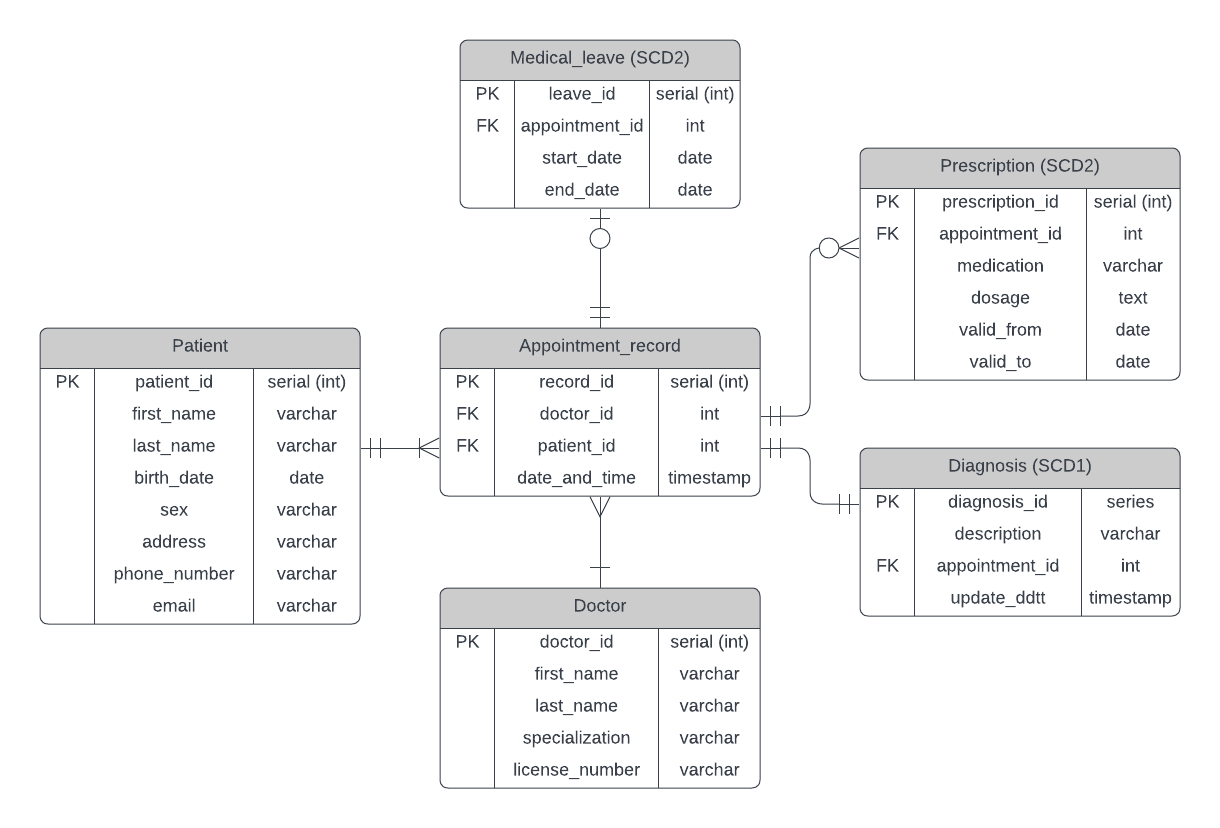 Medical_leave (SCD2)
PK leave_id serial (int)
FK appointment_id int
start_date date
end_date date
Prescription (SCD2)
PK prescription_id serial (int)
FK appointment_id int
medication varchar
dosage text
valid_from date
valid_to date
Patient
PK patient_id serial (int)
first_name varchar
last_name varchar
birth_date date
sex varchar
address varchar
phone_number varchar
email varchar
Appointment_record
PK record_id serial (int)
FK doctor_id int
FK patient_id int
date_and_time timestamp
Diagnosis (SCD1)
PK diagnosis_id series
description varchar
FK appointment_id int
update_ddtt timestamp
Doctor
PK doctor_id serial (int)
first_name varchar
last_name varchar
specialization varchar
license_number varchar